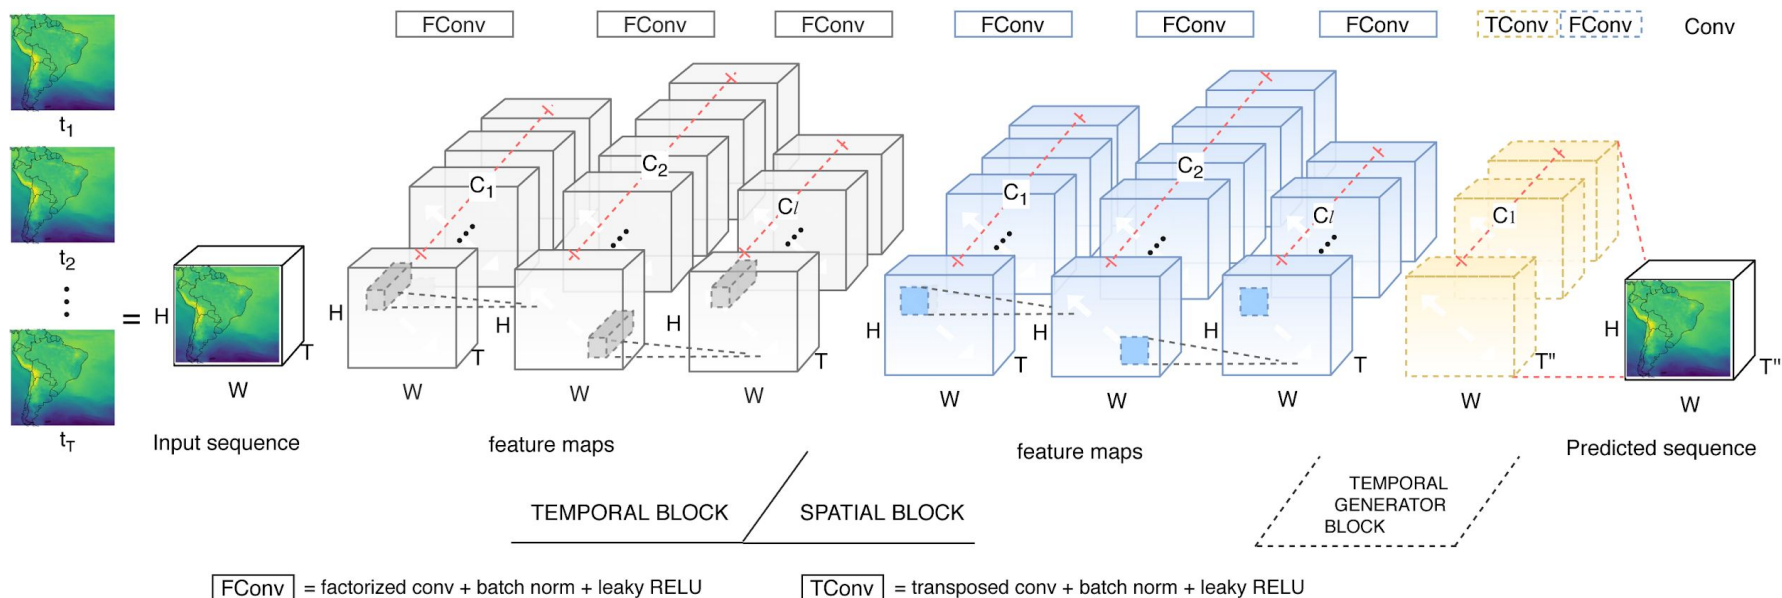 FConv FConv FConv FConv FConv FConv TConv FConv Conv
t1
t2
tT
=
H
T
W
Input sequence
C1
C2
Cl
H
T
W
H
W
H
T
W
feature maps
C1
C2
Cl
H
T
W
H
W
H
T
W
feature maps
C1
T"
W
H
T"
W
Predicted sequence
TEMPORAL BLOCK
SPATIAL BLOCK
TEMPORAL
GENERATOR
BLOCK
FConv = factorized conv + batch norm + leaky RELU
TConv = transposed conv + batch norm + leaky RELU